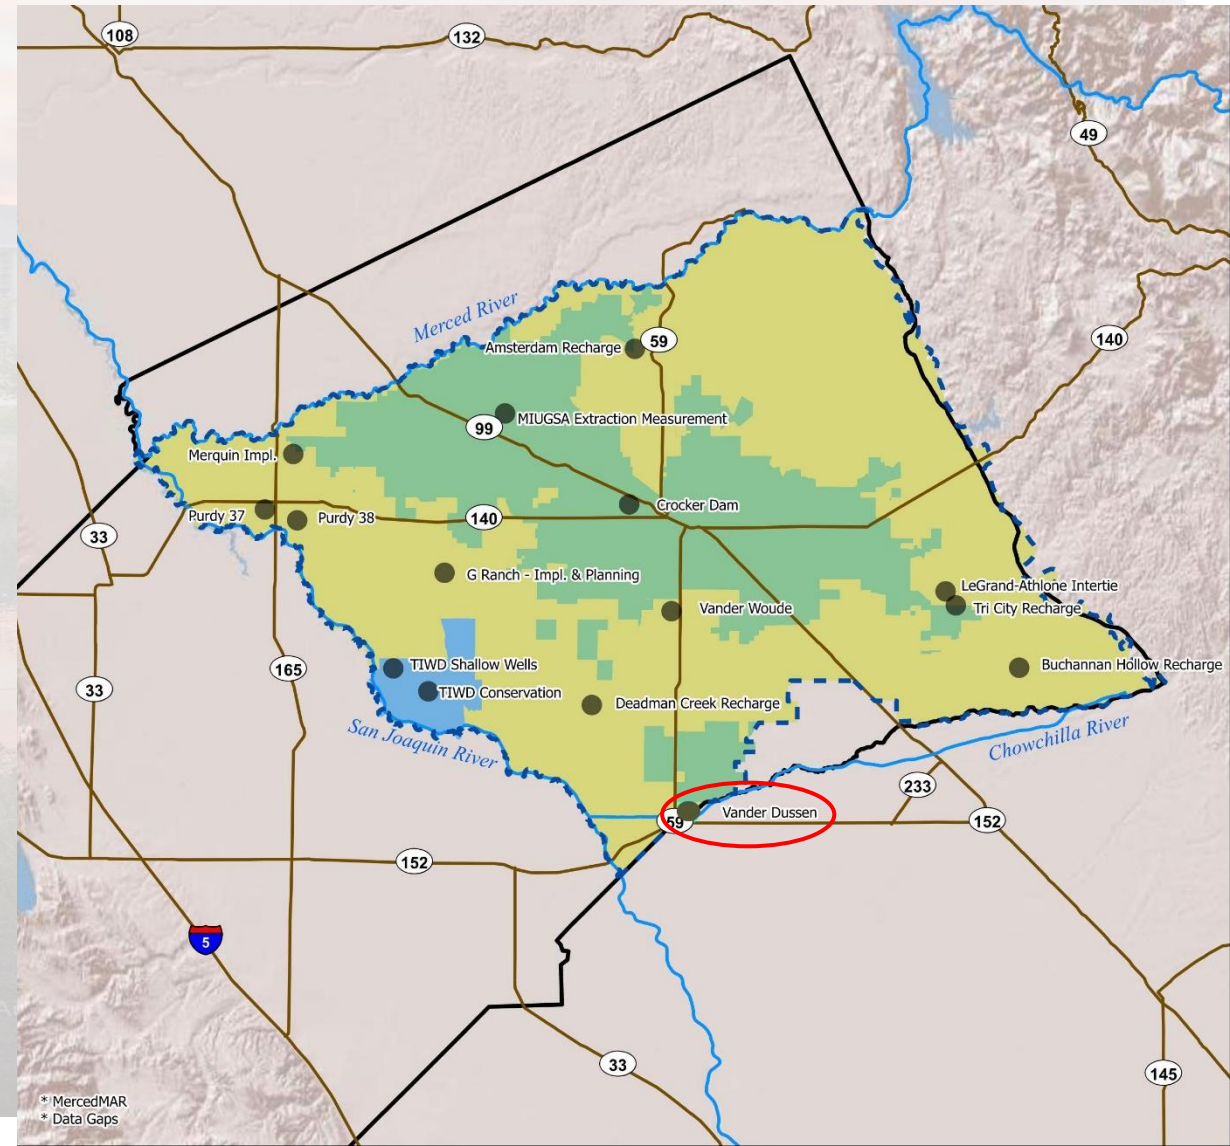 108
132
49
Merced River
Amsterdam Recharge
59
140
MIUGSA Extraction Measurement
99
Merquin Impl.
Crocker Dam
Purdy 37
Purdy 38
140
33
G Ranch - Impl. & Planning
LeGrand-Athlone Intertie
Tri City Recharge
Vander Woude
TIWD Shallow Wells
165
Buchannan Hollow Recharge
33
TIWD Conservation
Deadman Creek Recharge
San Joaquin River
Chowchilla River
233
Vander Dussen
59
152
152
5
33
145
* MercedMAR
* Data Gaps